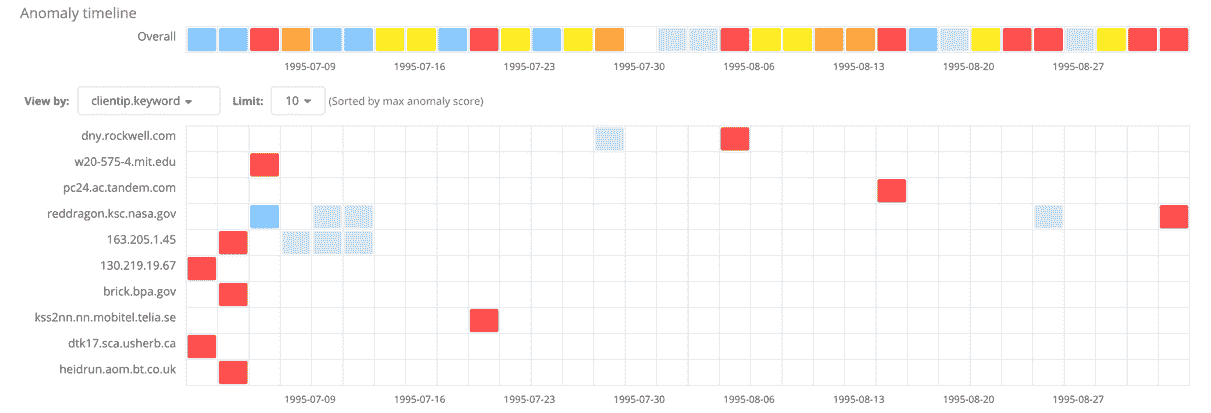 Anomaly timeline
Overall
1995-07-09 1995-07-16 1995-07-23 1995-07-30 1995-08-06 1995-08-13 1995-08-20 1995-08-27
View by: clientip.keyword Limit: 10 (Sorted by max anomaly score)
dny.rockwell.com
w20-575-4.mit.edu
pc24.ac.tandem.com
reddragon.ksc.nasa.gov
163.205.1.45
130.219.19.67
brick.bpa.gov
kss2nn.nn.mobitel.telia.se
dtk17.sca.usherb.ca
heidrun.aom.bt.co.uk
1995-07-09 1995-07-16 1995-07-23 1995-07-30 1995-08-06 1995-08-13 1995-08-20 1995-08-27